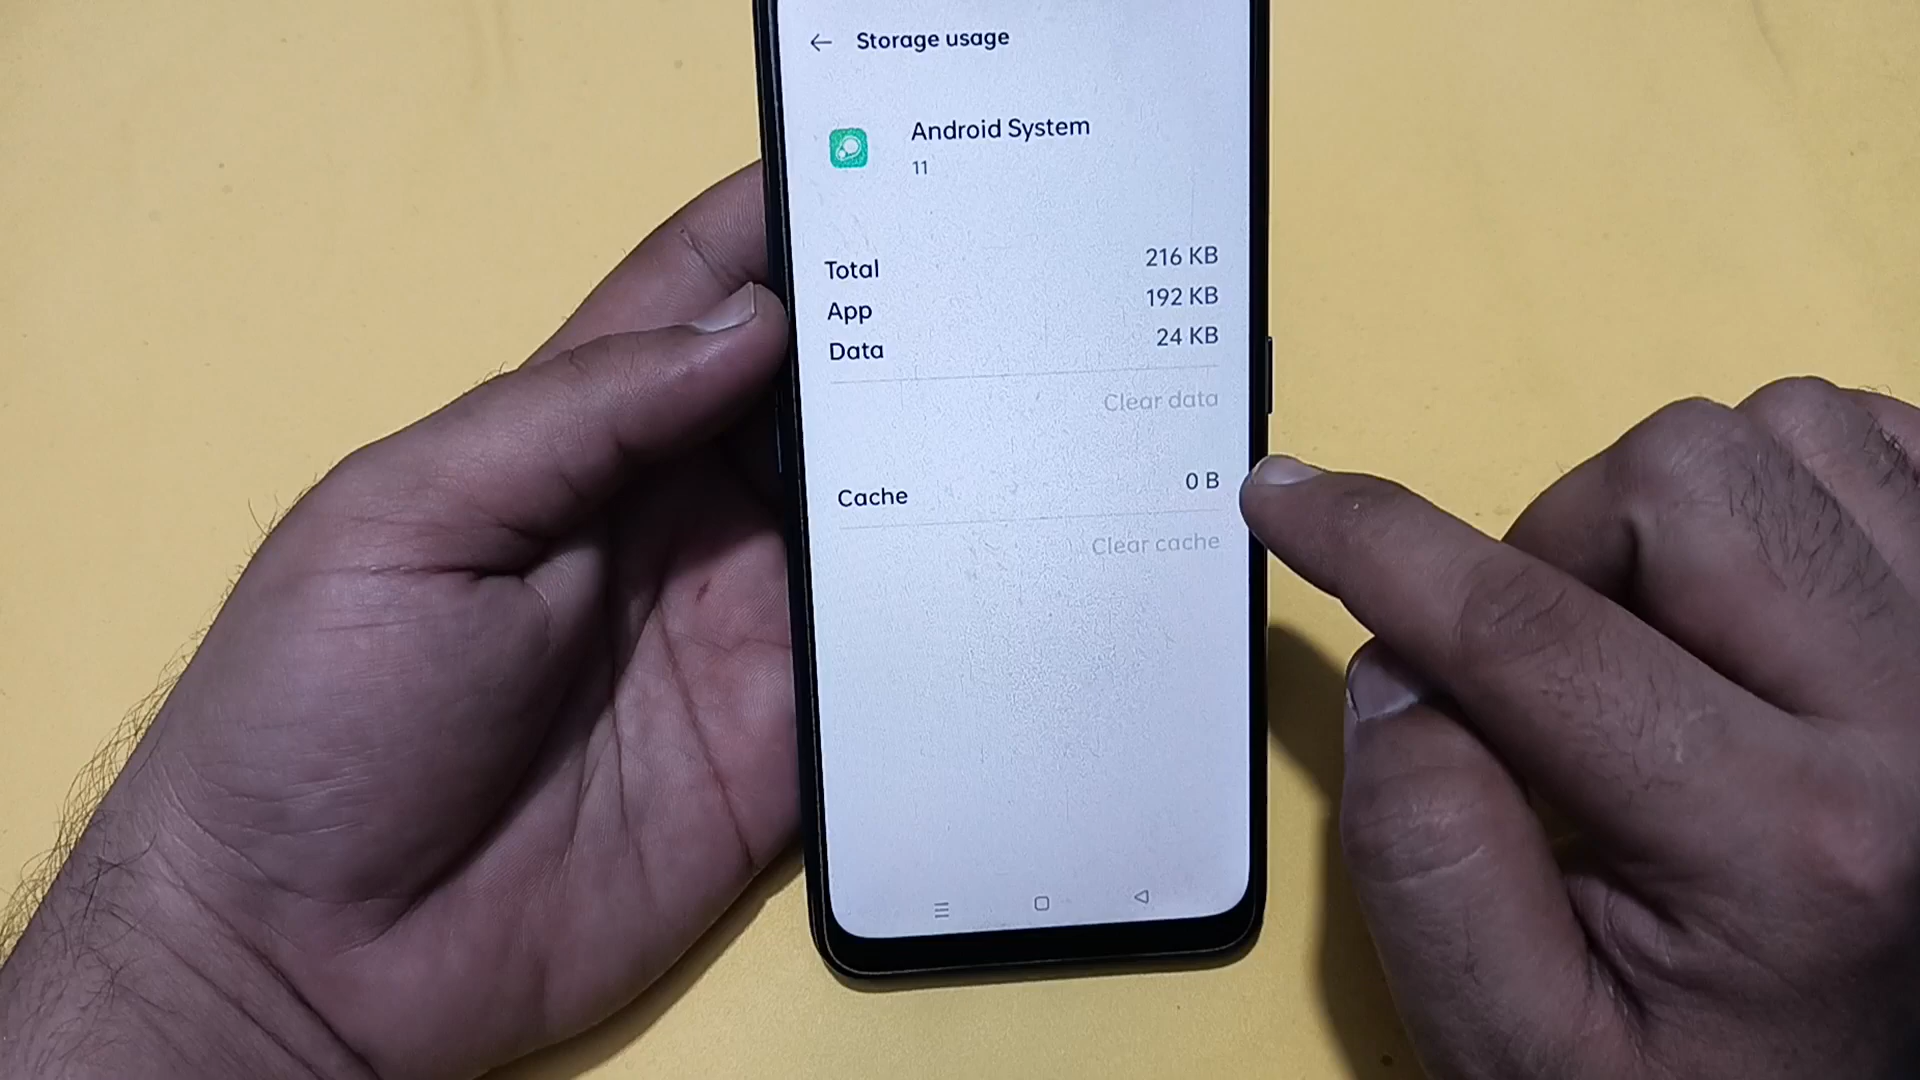 Storage usage
Android System
11
Total 216 KB
App 192 KB
Data 24 KB
Clear data
Cache 0 B
Clear cache